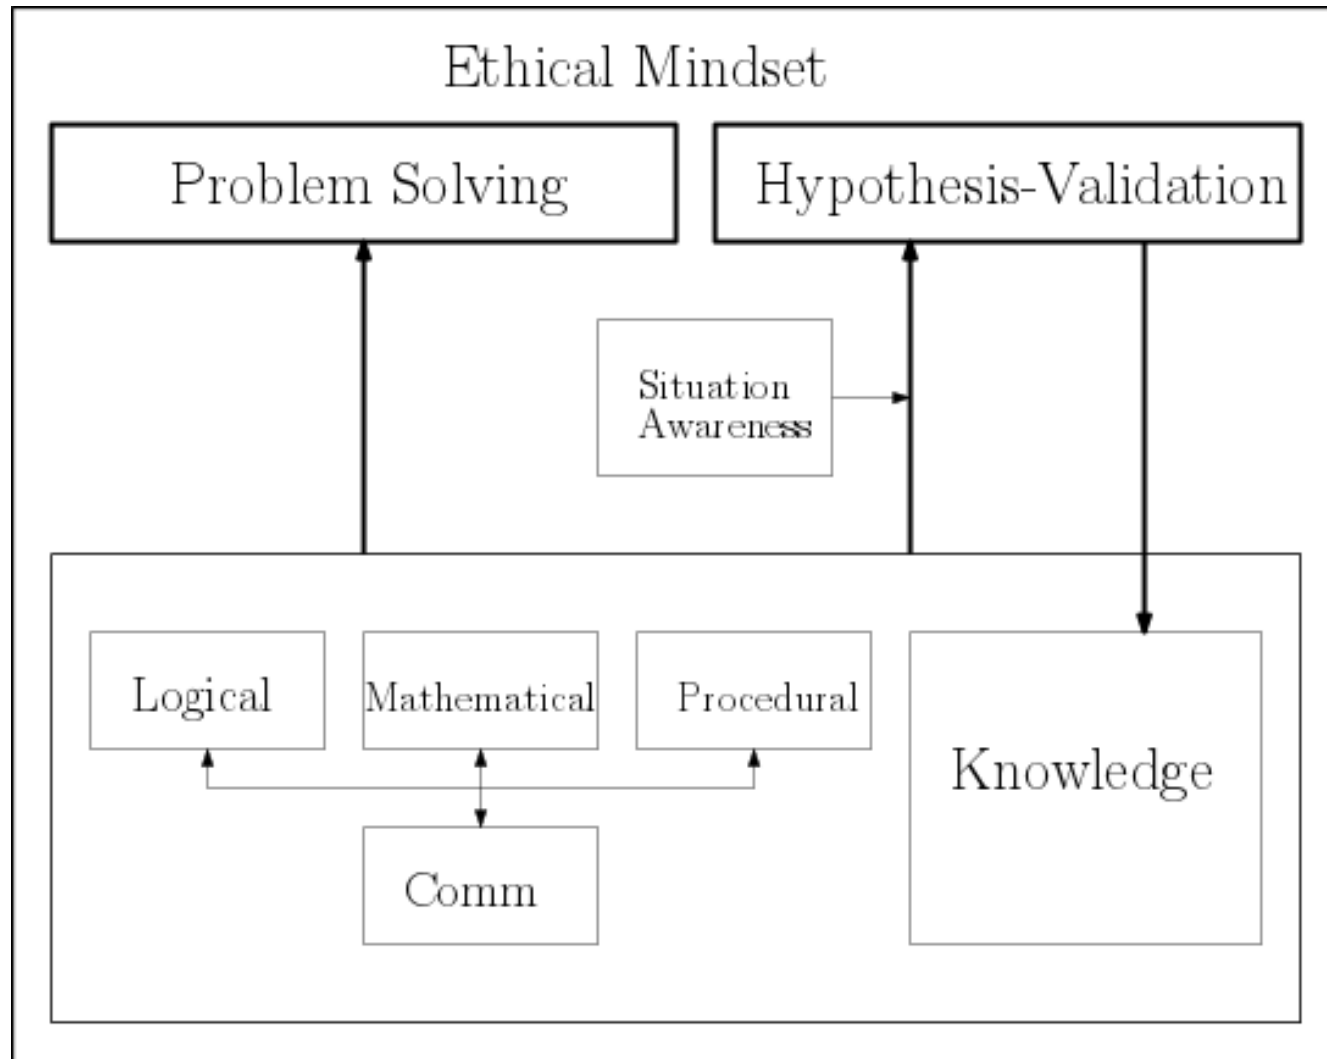 Ethical Mindset
Problem Solving
Hypothesis-Validation
Situation
Awareness
Logical
Mathematical
Procedural
Knowledge
Comm